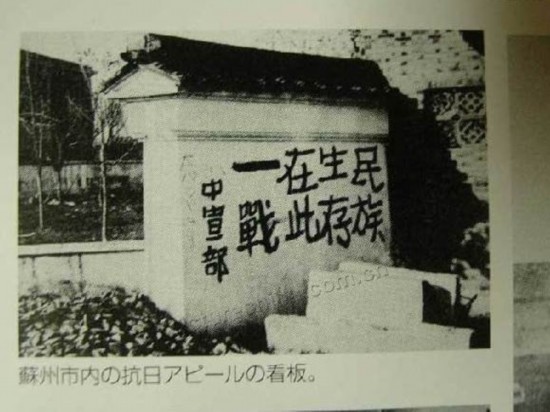 民族
生存
在此
一戰
中宣部
com.cn
蘇州市内の抗日アピールの看板。